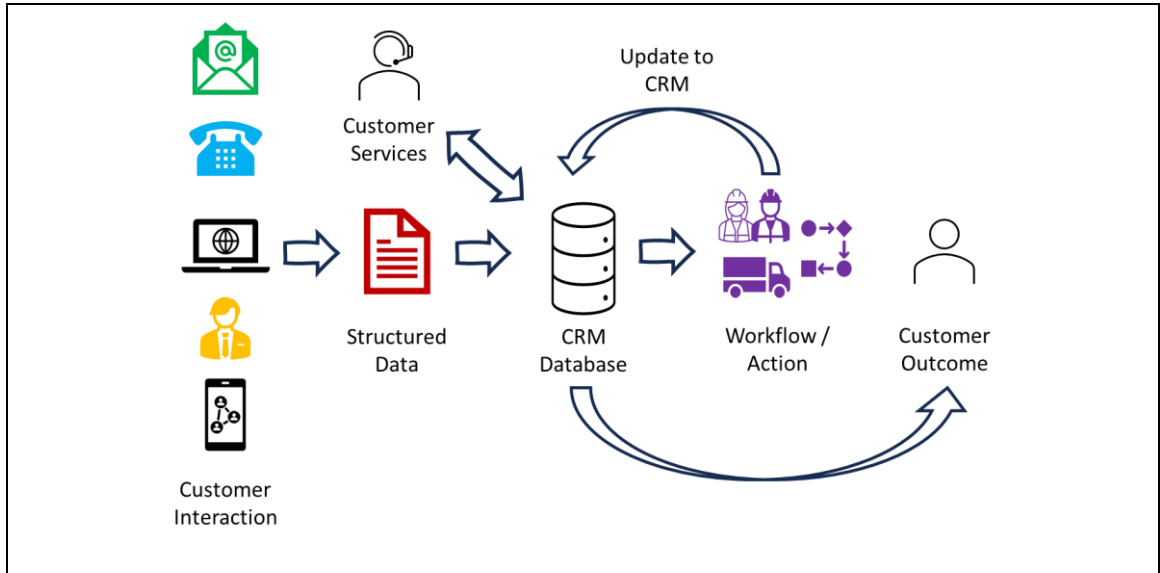 @
Customer
Services
Update to
CRM
Structured
Data
CRM
Database
Workflow /
Action
Customer
Outcome
Customer
Interaction